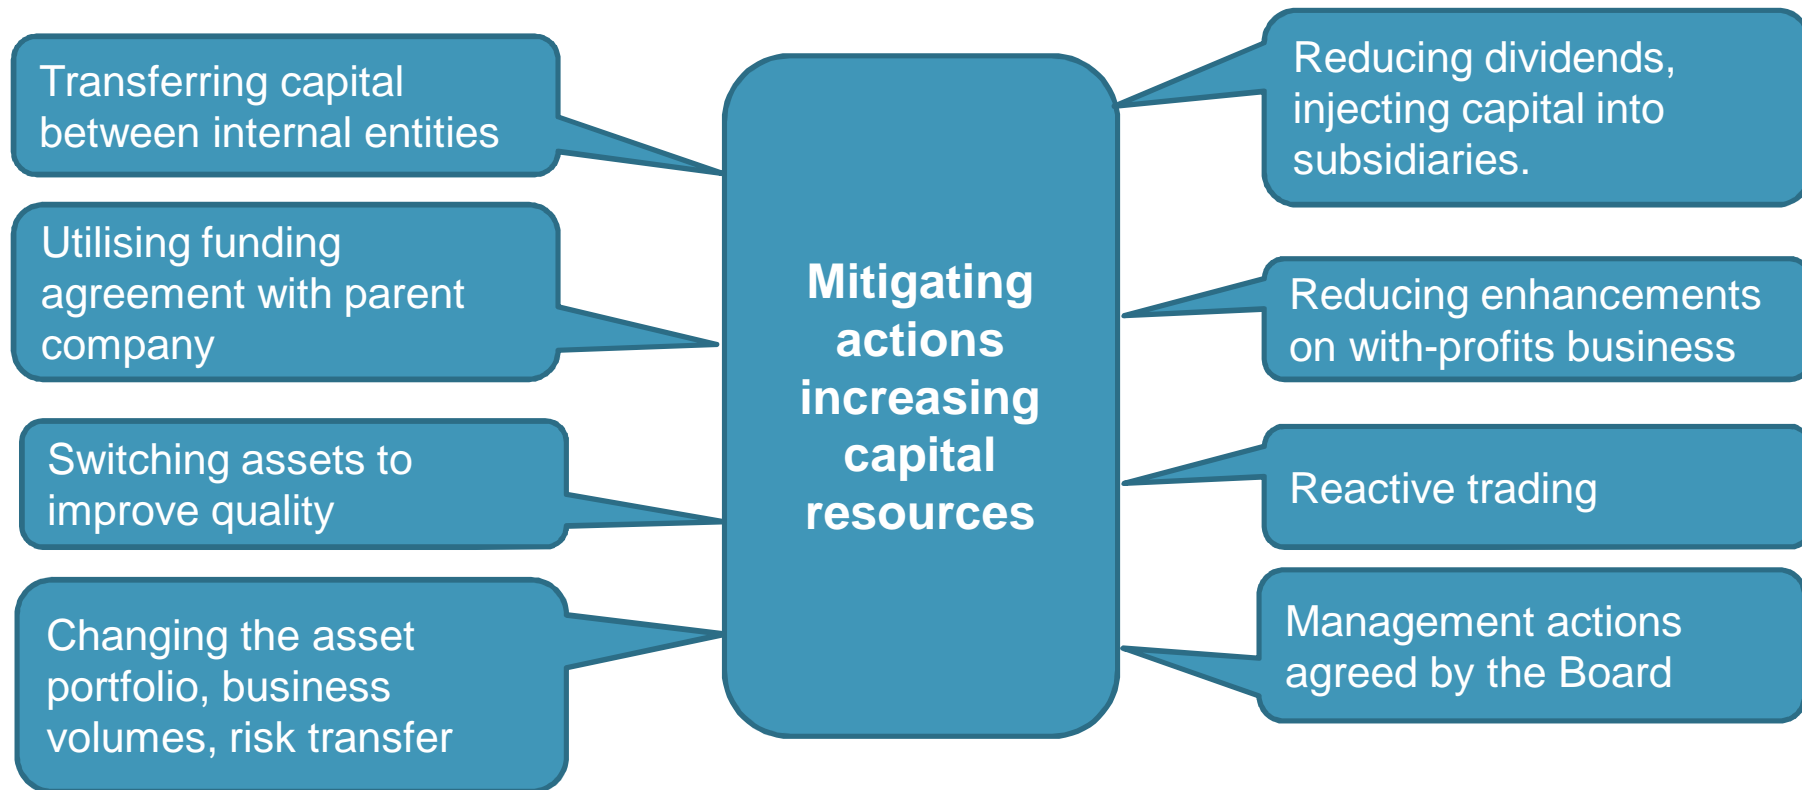 Transferring capital
between internal entities
Utilising funding
agreement with parent
company
Switching assets to
improve quality
Changing the asset
portfolio, business
volumes, risk transfer
Mitigating
actions
increasing
capital
resources
Reducing dividends,
injecting capital into
subsidiaries.
Reducing enhancements
on with-profits business
Reactive trading
Management actions
agreed by the Board